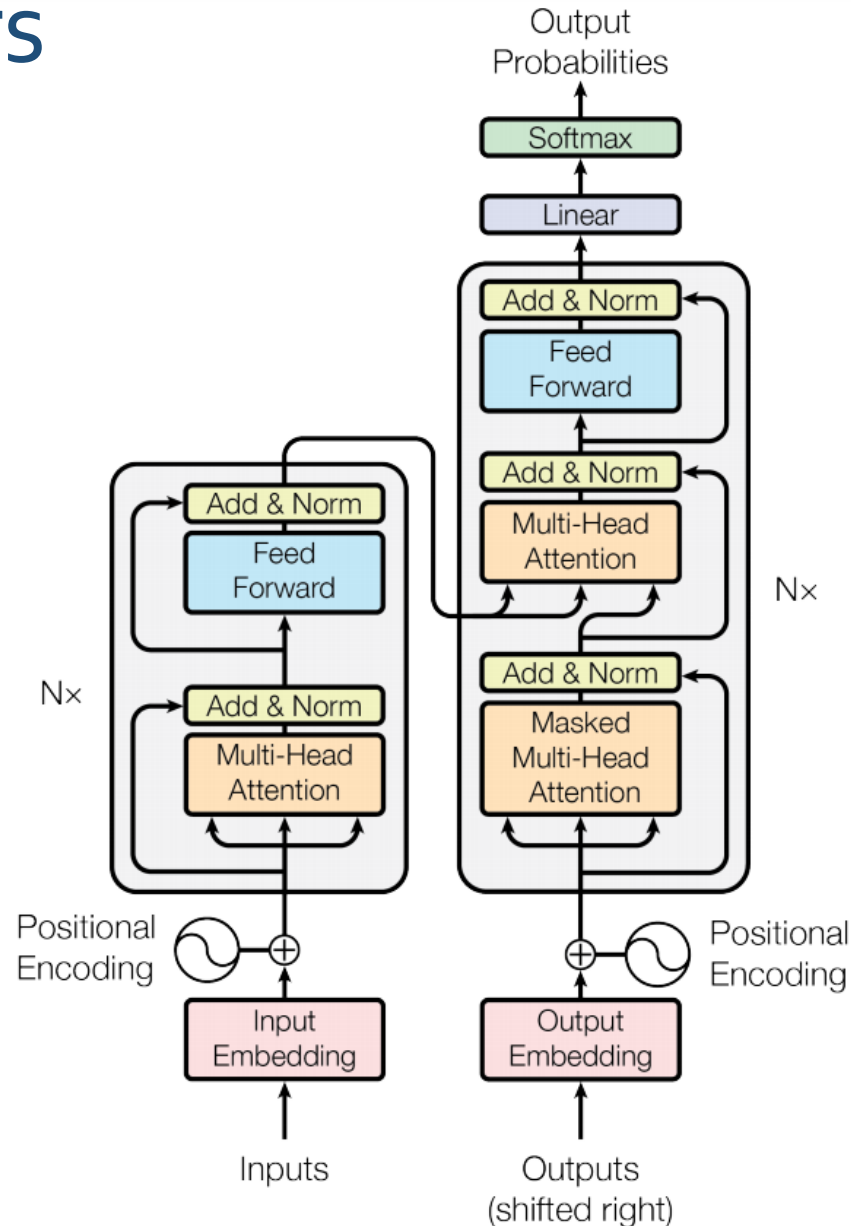 rs
Output
Probabilities
Softmax
Linear
Add & Norm
Feed
Forward
Add & Norm
Multi-Head
Attention
N×
Add & Norm
Masked
Multi-Head
Attention
Add & Norm
Feed
Forward
N×
Add & Norm
Multi-Head
Attention
Positional
Encoding
Positional
Encoding
Input
Embedding
Output
Embedding
Inputs
Outputs
(shifted right)